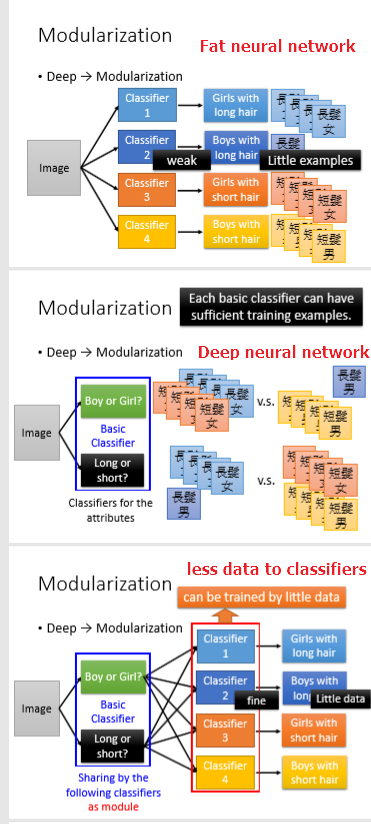 Modularization
Fat neural network
• Deep → Modularization
Image
Classifier
1
Girls with
long hair
長髮
女
Classifier
2
weak
Boys with
long hair
Little examples
Classifier
3
Girls with
short hair
短髮
女
Classifier
4
Boys with
short hair
短髮
男
Modularization
Each basic classifier can have
sufficient training examples.
• Deep → Modularization
Deep neural network
Image
Boy or Girl?
Basic
Classifier
Long or
short?
Classifiers for the
attributes
長髮
女
短髮
女
v.s.
長髮
男
短髮
男
長髮
女
長髮
男
v.s.
短髮
女
短髮
男
Modularization
less data to classifiers
can be trained by little data
• Deep → Modularization
Image
Boy or Girl?
Basic
Classifier
Long or
short?
Sharing by the
following classifiers
as module
Classifier
1
Girls with
long hair
Classifier
2
fine
Boys with
Little data
Classifier
3
Girls with
short hair
Classifier
4
Boys with
short hair